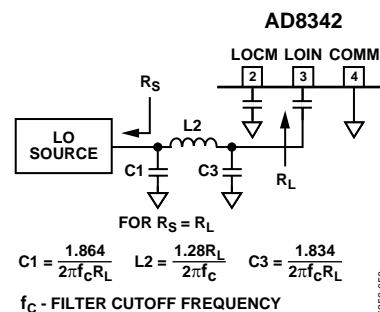 AD8342
LOCM LOIN COMM
2 3 4
RS
LO
SOURCE
L2
C1
C3
RL
FOR RS = RL
C1 = 1.864 / 2πfCRL L2 = 1.28RL / 2πfC C3 = 1.834 / 2πfCRL
fC - FILTER CUTOFF FREQUENCY